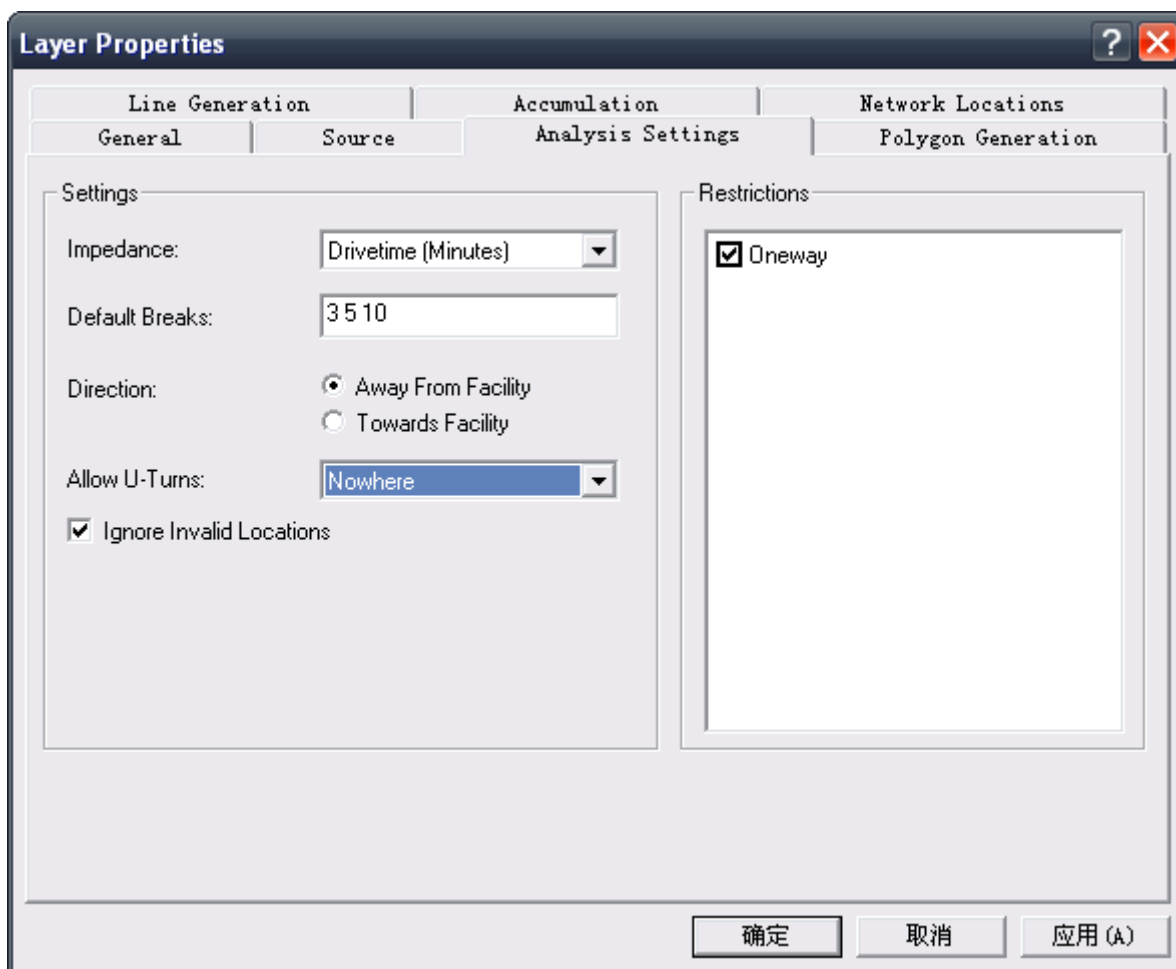 Layer Properties
Line Generation
Accumulation
Network Locations
General
Source
Analysis Settings
Polygon Generation
Settings
Impedance:
Drivetime (Minutes)
Default Breaks:
3 5 10
Direction:
Away From Facility
Towards Facility
Allow U-Turns:
Nowhere
Ignore Invalid Locations
Restrictions
Oneway
确定
取消
应用(A)